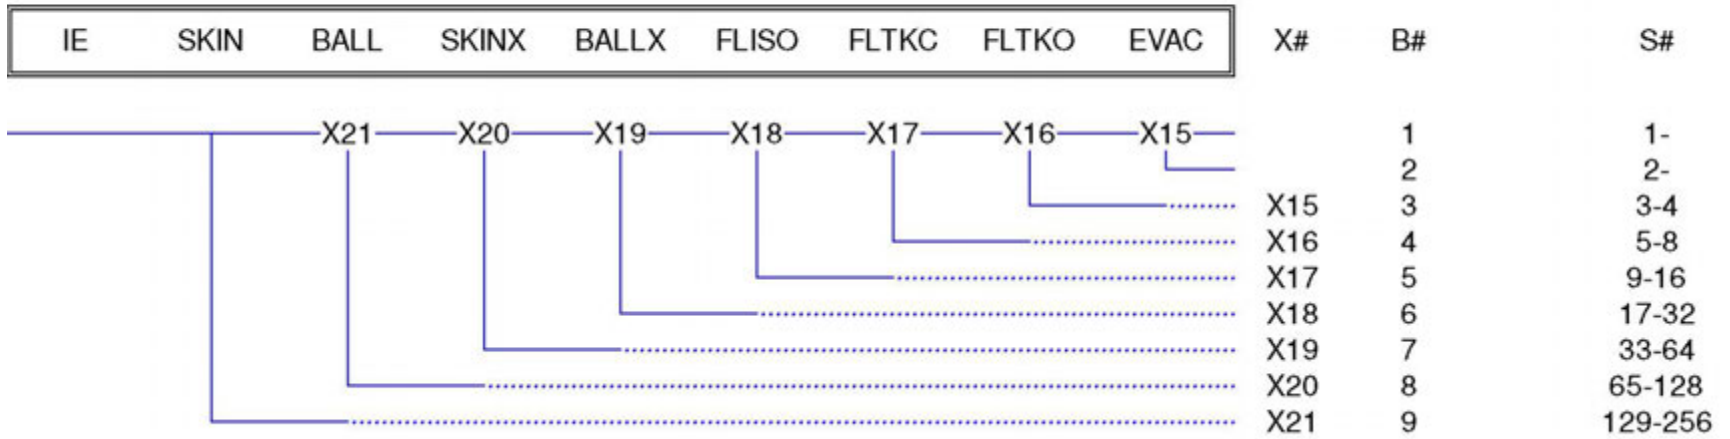 IE SKIN BALL SKINX BALLX FLISO FLTKC FLTKO EVAC X# B# S#
X21 X20 X19 X18 X17 X16 X15 1 1-
2 2-
X15 3 3-4
X16 4 5-8
X17 5 9-16
X18 6 17-32
X19 7 33-64
X20 8 65-128
X21 9 129-256